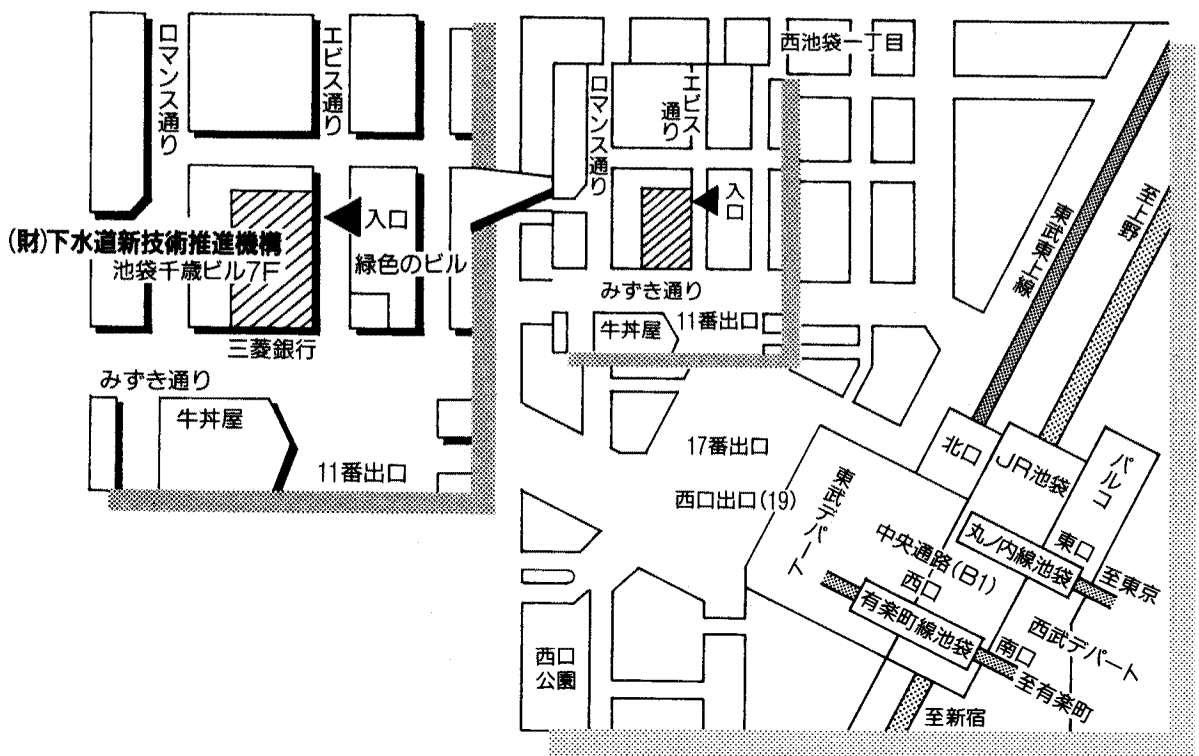 ロマンス通り
エビス通り
入口
(財)下水道新技術推進機構
池袋千歳ビル7F
緑色のビル
三菱銀行
みずき通り
牛丼屋
11番出口
西池袋一丁目
ロマンス通り
エビス通り
入口
みずき通り
牛丼屋
11番出口
17番出口
西口出口(19)
東武東上線
至上野
北口
JR池袋
パルコ
東武デパート
中央通路(B1)
西口
丸ノ内線池袋
東口
至東京
有楽町線池袋
南口
西武デパート
至有楽町
至新宿
西口
公園